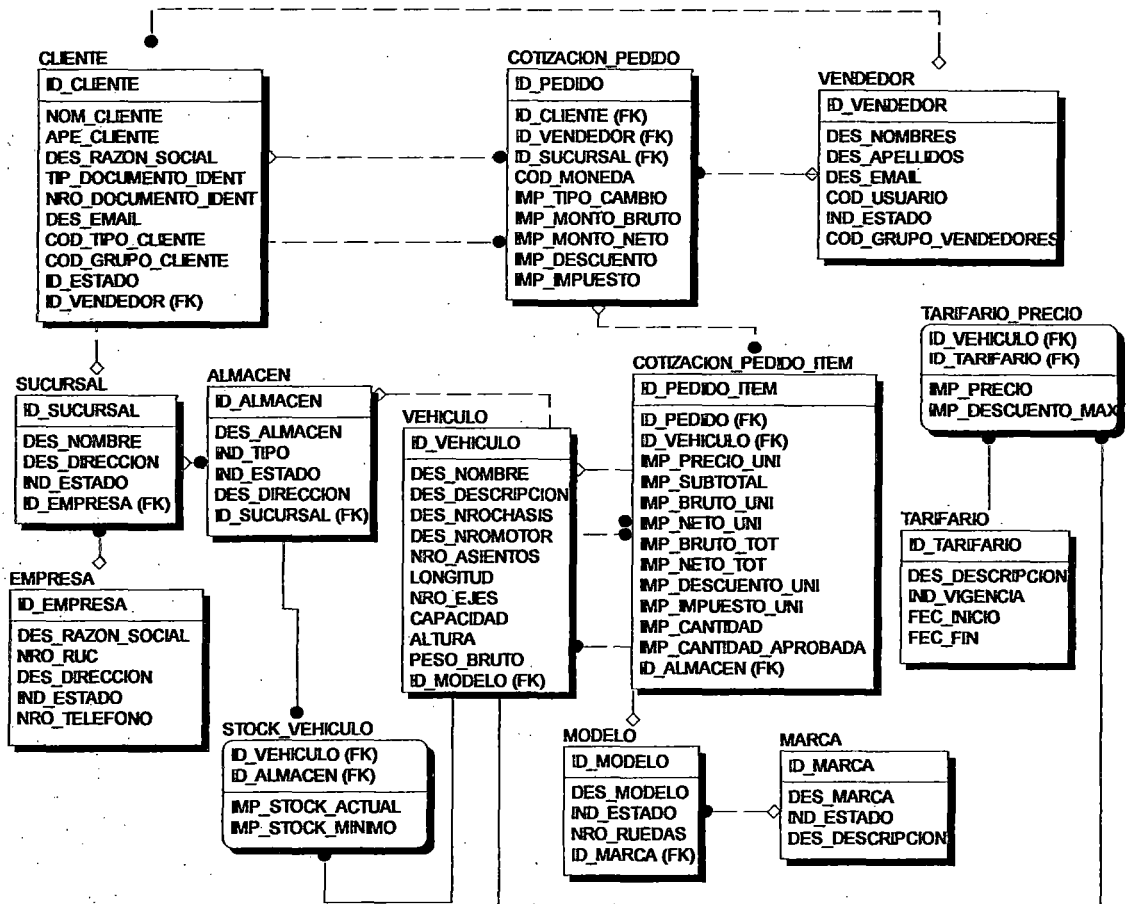 CLIENTE
ID_CLIENTE
NOM_CLIENTE
APE_CLIENTE
DES_RAZON_SOCIAL
TIP_DOCUMENTO_IDENT
NRO_DOCUMENTO_IDENT
DES_EMAIL
COD_TIPO_CLIENTE
COD_GRUPO_CLIENTE
ID_ESTADO
ID_VENDEDOR (FK)
COTIZACION_PEDIDO
ID_PEDIDO
ID_CLIENTE (FK)
ID_VENDEDOR (FK)
ID_SUCURSAL (FK)
COD_MONEDA
IMP_TIPO_CAMBIO
IMP_MONTO_BRUTO
IMP_MONTO_NETO
IMP_DESCUENTO
IMP_IMPUESTO
VENDEDOR
ID_VENDEDOR
DES_NOMBRES
DES_APELLIDOS
DES_EMAIL
COD_USUARIO
IND_ESTADO
COD_GRUPO_VENDEDORES
SUCURSAL
ID_SUCURSAL
DES_NOMBRE
DES_DIRECCION
IND_ESTADO
ID_EMPRESA (FK)
ALMACEN
ID_ALMACEN
DES_ALMACEN
IND_TIPO
IND_ESTADO
DES_DIRECCION
ID_SUCURSAL (FK)
VEHICULO
ID_VEHICULO
DES_NOMBRE
DES_DESCRIPCION
DES_NROCHASIS
DES_NROMOTOR
NRO_ASIENTOS
LONGITUD
NRO_EJES
CAPACIDAD
ALTURA
PESO_BRUTO
ID_MODELO (FK)
COTIZACION_PEDIDO_ITEM
ID_PEDIDO_ITEM
ID_PEDIDO (FK)
ID_VEHICULO (FK)
IMP_PRECIO_UNI
IMP_SUBTOTAL
IMP_BRUTO_UNI
IMP_NETO_UNI
IMP_BRUTO_TOT
IMP_NETO_TOT
IMP_DESCUENTO_UNI
IMP_IMPUESTO_UNI
IMP_CANTIDAD
IMP_CANTIDAD_APROBADA
ID_ALMACEN (FK)
TARIFARIO_PRECIO
ID_VEHICULO (FK)
ID_TARIFARIO (FK)
IMP_PRECIO
IMP_DESCUENTO_MAX
TARIFARIO
ID_TARIFARIO
DES_DESCRIPCION
IND_VIGENCIA
FEC_INICIO
FEC_FIN
EMPRESA
ID_EMPRESA
DES_RAZON_SOCIAL
NRO_RUC
DES_DIRECCION
IND_ESTADO
NRO_TELEFONO
STOCK_VEHICULO
ID_VEHICULO (FK)
ID_ALMACEN (FK)
IMP_STOCK_ACTUAL
IMP_STOCK_MINIMO
MODELO
ID_MODELO
DES_MODELO
IND_ESTADO
NRO_RUEDAS
ID_MARCA (FK)
MARCA
ID_MARCA
DES_MARCA
IND_ESTADO
DES_DESCRIPCION